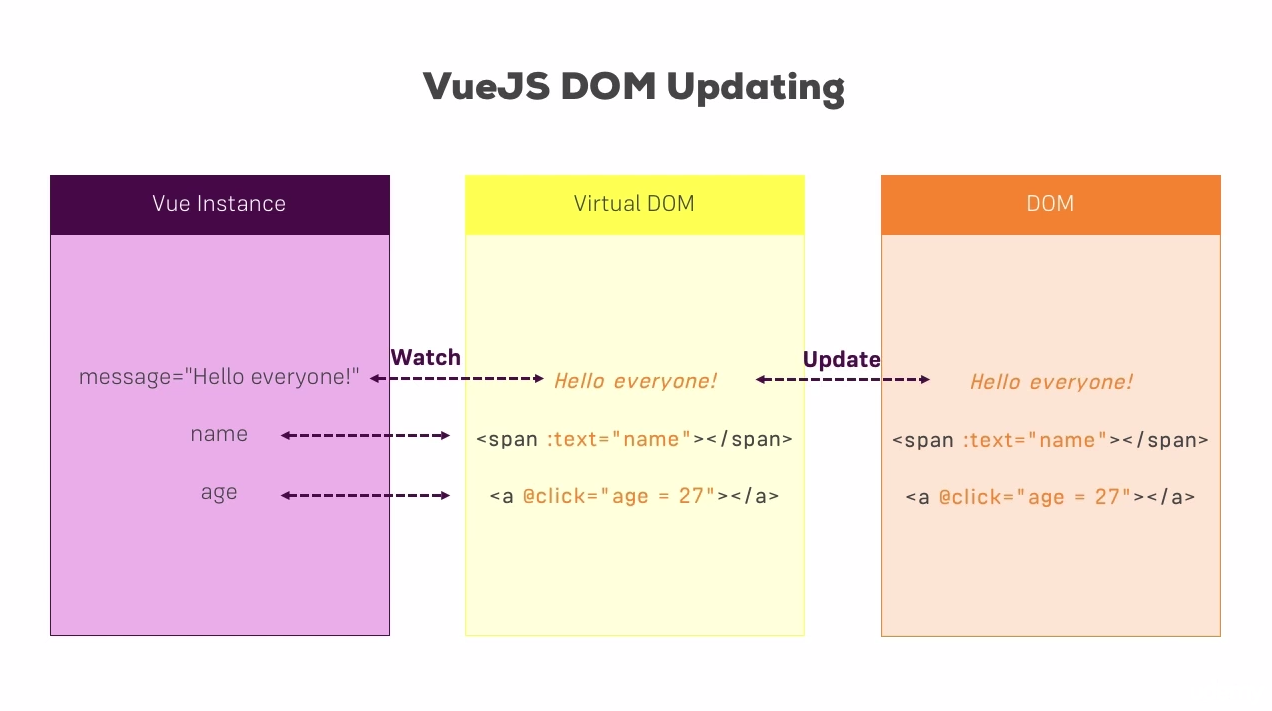 VueJS DOM Updating
Vue Instance
message="Hello everyone!"
name
age
Watch
Virtual DOM
Hello everyone!
<span :text="name"></span>
<a @click="age = 27"></a>
Update
DOM
Hello everyone!
<span :text="name"></span>
<a @click="age = 27"></a>